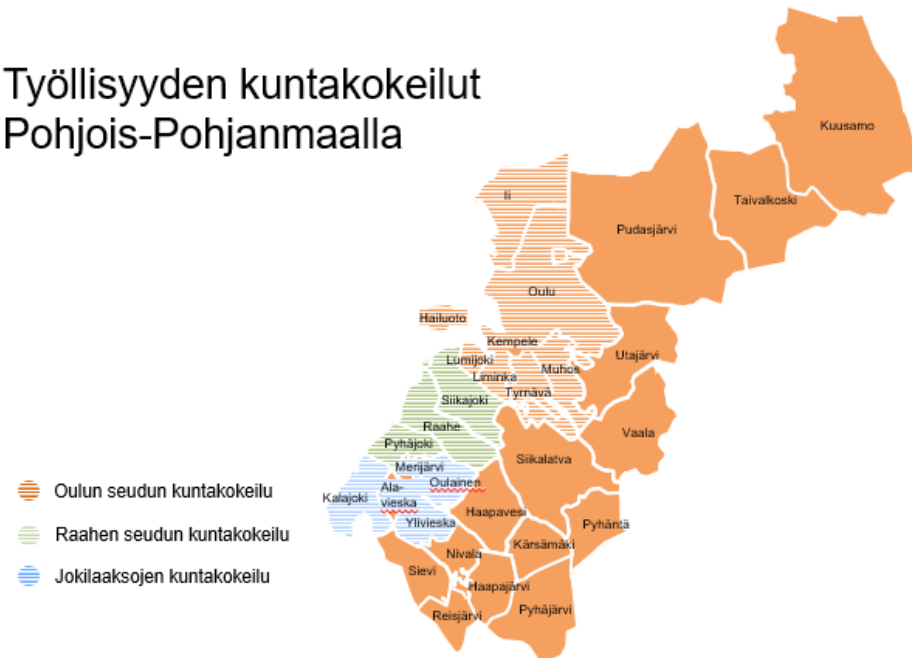 Työllisyyden kuntakokeilut
Pohjois-Pohjanmaalla
Kuusamo
Taivalkoski
Ii
Pudasjärvi
Oulu
Hailuoto
Kempele
Utajärvi
Lumijoki
Muhos
Liminka
Tyrnävä
Siikajoki
Raahe
Vaala
Pyhäjoki
Siikalatva
Merijärvi
Oulainen
Kalajoki
Ala-
vieska
Haapavesi
Ylivieska
Pyhäntä
Kärsämäki
Nivala
Sievi
Haapajärvi
Pyhäjärvi
Reisjärvi
Oulun seudun kuntakokeilu
Raahen seudun kuntakokeilu
Jokilaaksojen kuntakokeilu